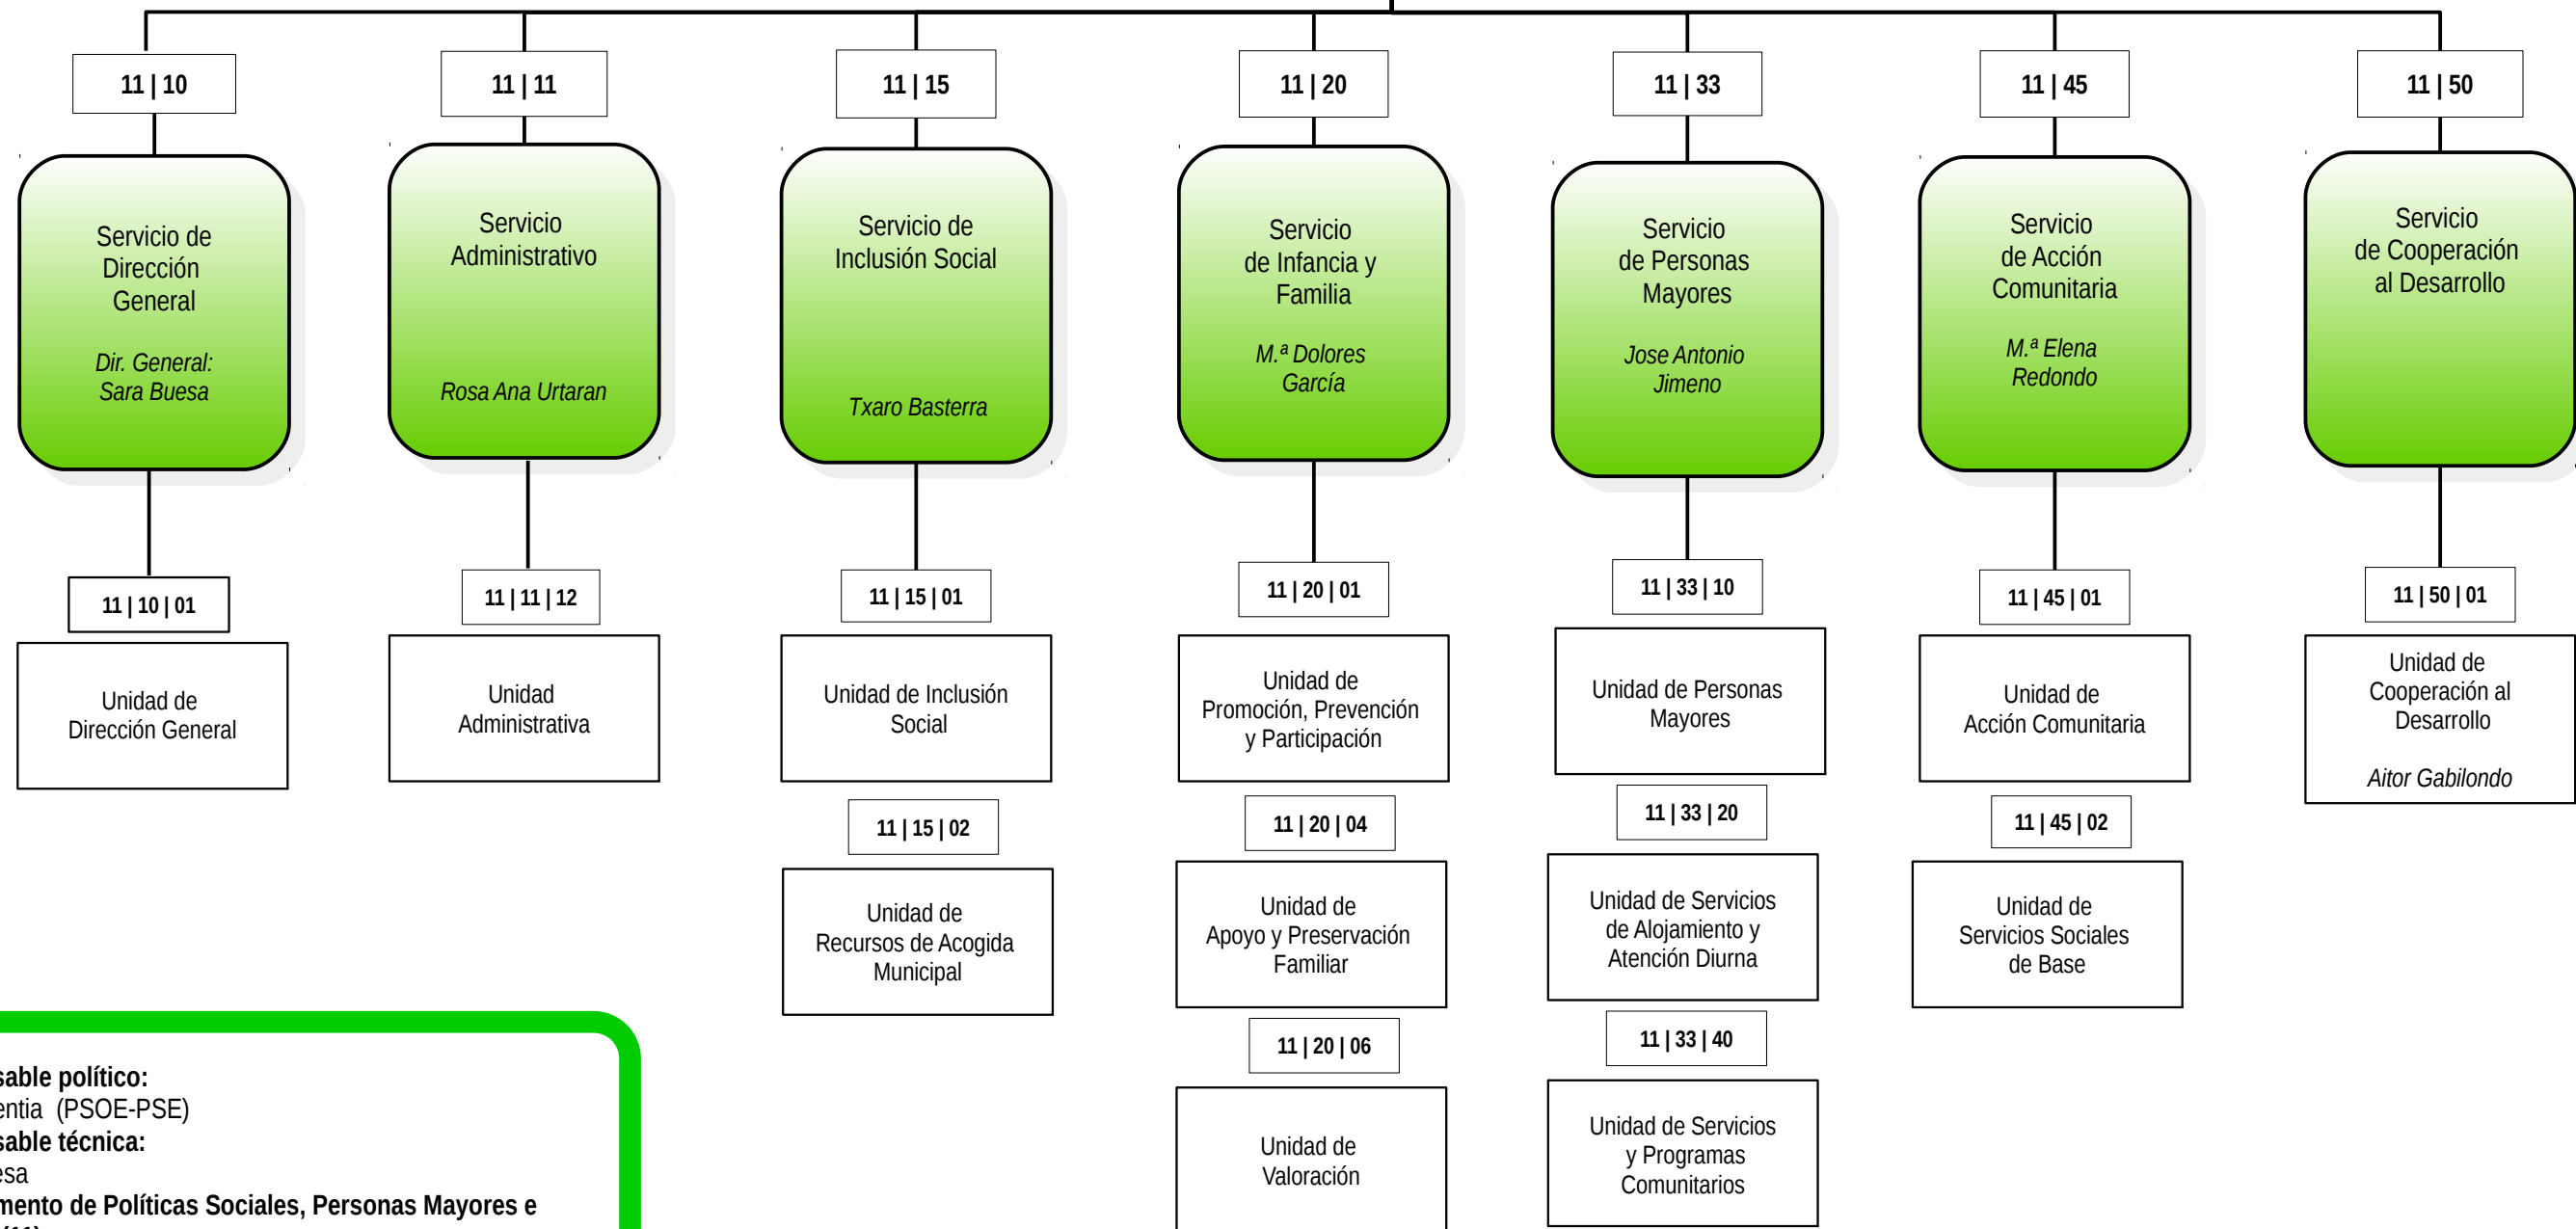 11 | 10
11 | 11
11 | 15
11 | 20
11 | 33
11 | 45
11 | 50
Servicio de
Dirección
General
Dir. General:
Sara Buesa
Servicio
Administrativo
Rosa Ana Urtaran
Servicio de
Inclusión Social
Txaro Basterra
Servicio
de Infancia y
Familia
M.ª Dolores
García
Servicio
de Personas
Mayores
Jose Antonio
Jimeno
Servicio
de Acción
Comunitaria
M.ª Elena
Redondo
Servicio
de Cooperación
al Desarrollo
11 | 10 | 01
Unidad de
Dirección General
11 | 11 | 12
Unidad
Administrativa
11 | 15 | 01
Unidad de Inclusión
Social
11 | 15 | 02
Unidad de
Recursos de Acogida
Municipal
11 | 20 | 01
Unidad de
Promoción, Prevención
y Participación
11 | 20 | 04
Unidad de
Apoyo y Preservación
Familiar
11 | 20 | 06
Unidad de
Valoración
11 | 33 | 10
Unidad de Personas
Mayores
11 | 33 | 20
Unidad de Servicios
de Alojamiento y
Atención Diurna
11 | 33 | 40
Unidad de Servicios
y Programas
Comunitarios
11 | 45 | 01
Unidad de
Acción Comunitaria
11 | 45 | 02
Unidad de
Servicios Sociales
de Base
11 | 50 | 01
Unidad de
Cooperación al
Desarrollo
Aitor Gabilondo
sable político:
entia (PSOE-PSE)
sable técnica:
esa
mento de Políticas Sociales, Personas Mayores e